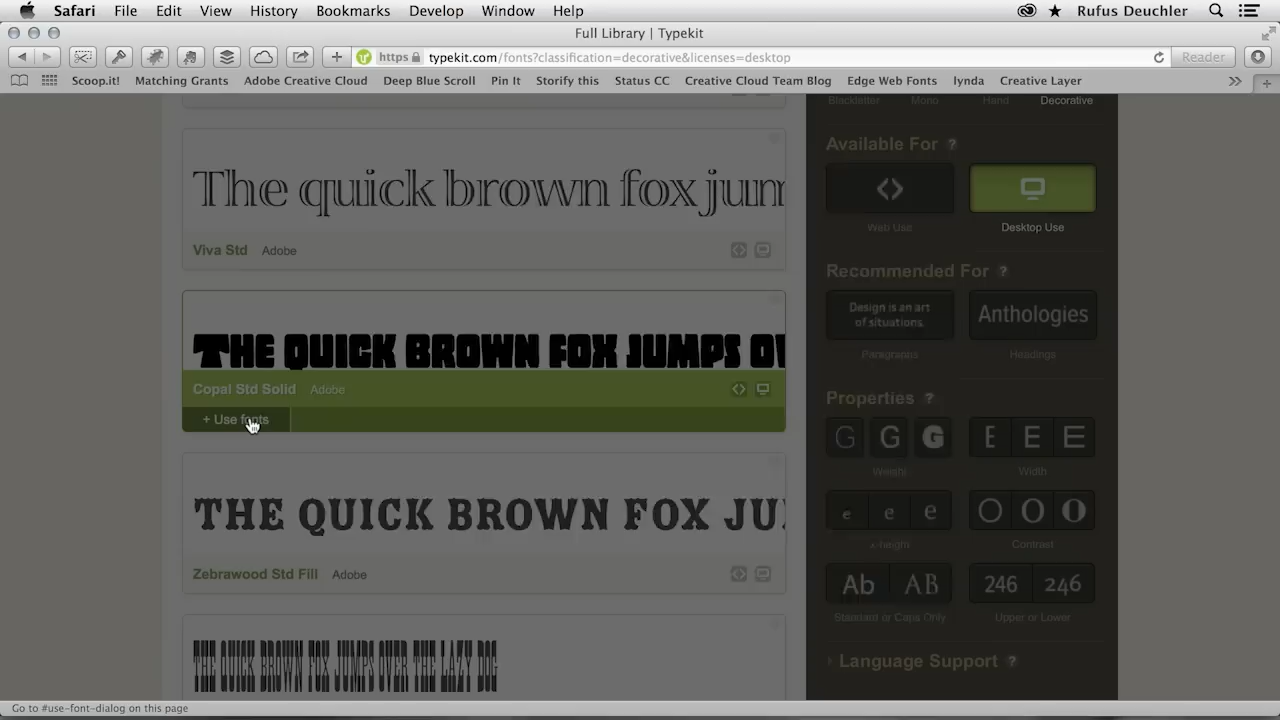 Safari File Edit View History Bookmarks Develop Window Help Rufus Deuchler
Full Library | Typekit
https typekit.com/fonts?classification=decorative&licenses=desktop Reader
Scoop.it! Matching Grants Adobe Creative Cloud Deep Blue Scroll Pin It Storify this Status CC Creative Cloud Team Blog Edge Web Fonts lynda Creative Layer
Blackletter Mono Hand Decorative
Available For ?
Web Use Desktop Use
Recommended For ?
Design is an art
of situations.
Anthologies
Paragraphs Headings
Properties ?
G G G E E E
Weight Width
e e e O O O
x-height Contrast
Ab AB 246 246
Standard or Caps Only Upper or Lower
Language Support ?
The quick brown fox jum
Viva Std Adobe
THE QUICK BROWN FOX JUMPS OV
Copal Std Solid Adobe
+ Use fonts
THE QUICK BROWN FOX JU
Zebrawood Std Fill Adobe
THE QUICK BROWN FOX JUMPS OVER THE LAZY DOG
Go to #use-font-dialog on this page